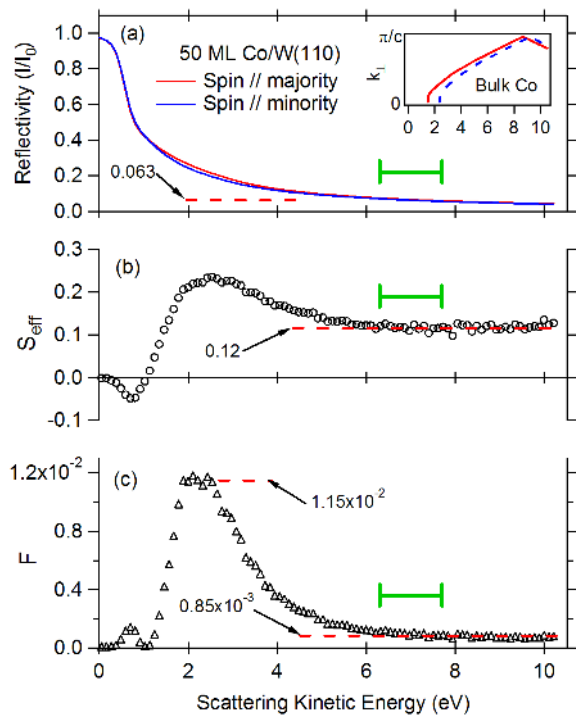 (a)
50 ML Co/W(110)
Spin // majority
Spin // minority
Reflectivity (I/I₀)
1.0
0.8
0.6
0.4
0.2
0.0
0.063
π/c
k⊥
0
Bulk Co
0 2 4 6 8 10
(b)
S_eff
0.3
0.2
0.1
0.0
-0.1
0.12
(c)
F
1.2x10⁻²
0.8
0.4
0.0
1.15x10⁻²
0.85x10⁻³
0 2 4 6 8 10
Scattering Kinetic Energy (eV)